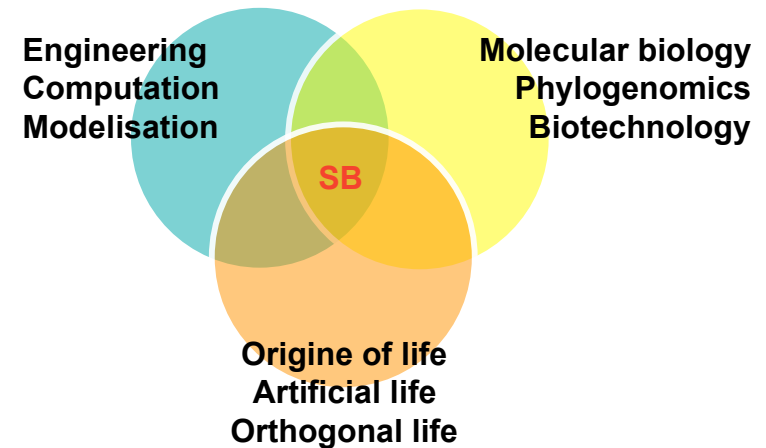 Engineering
Computation
Modelisation
Molecular biology
Phylogenomics
Biotechnology
SB
Origine of life
Artificial life
Orthogonal life